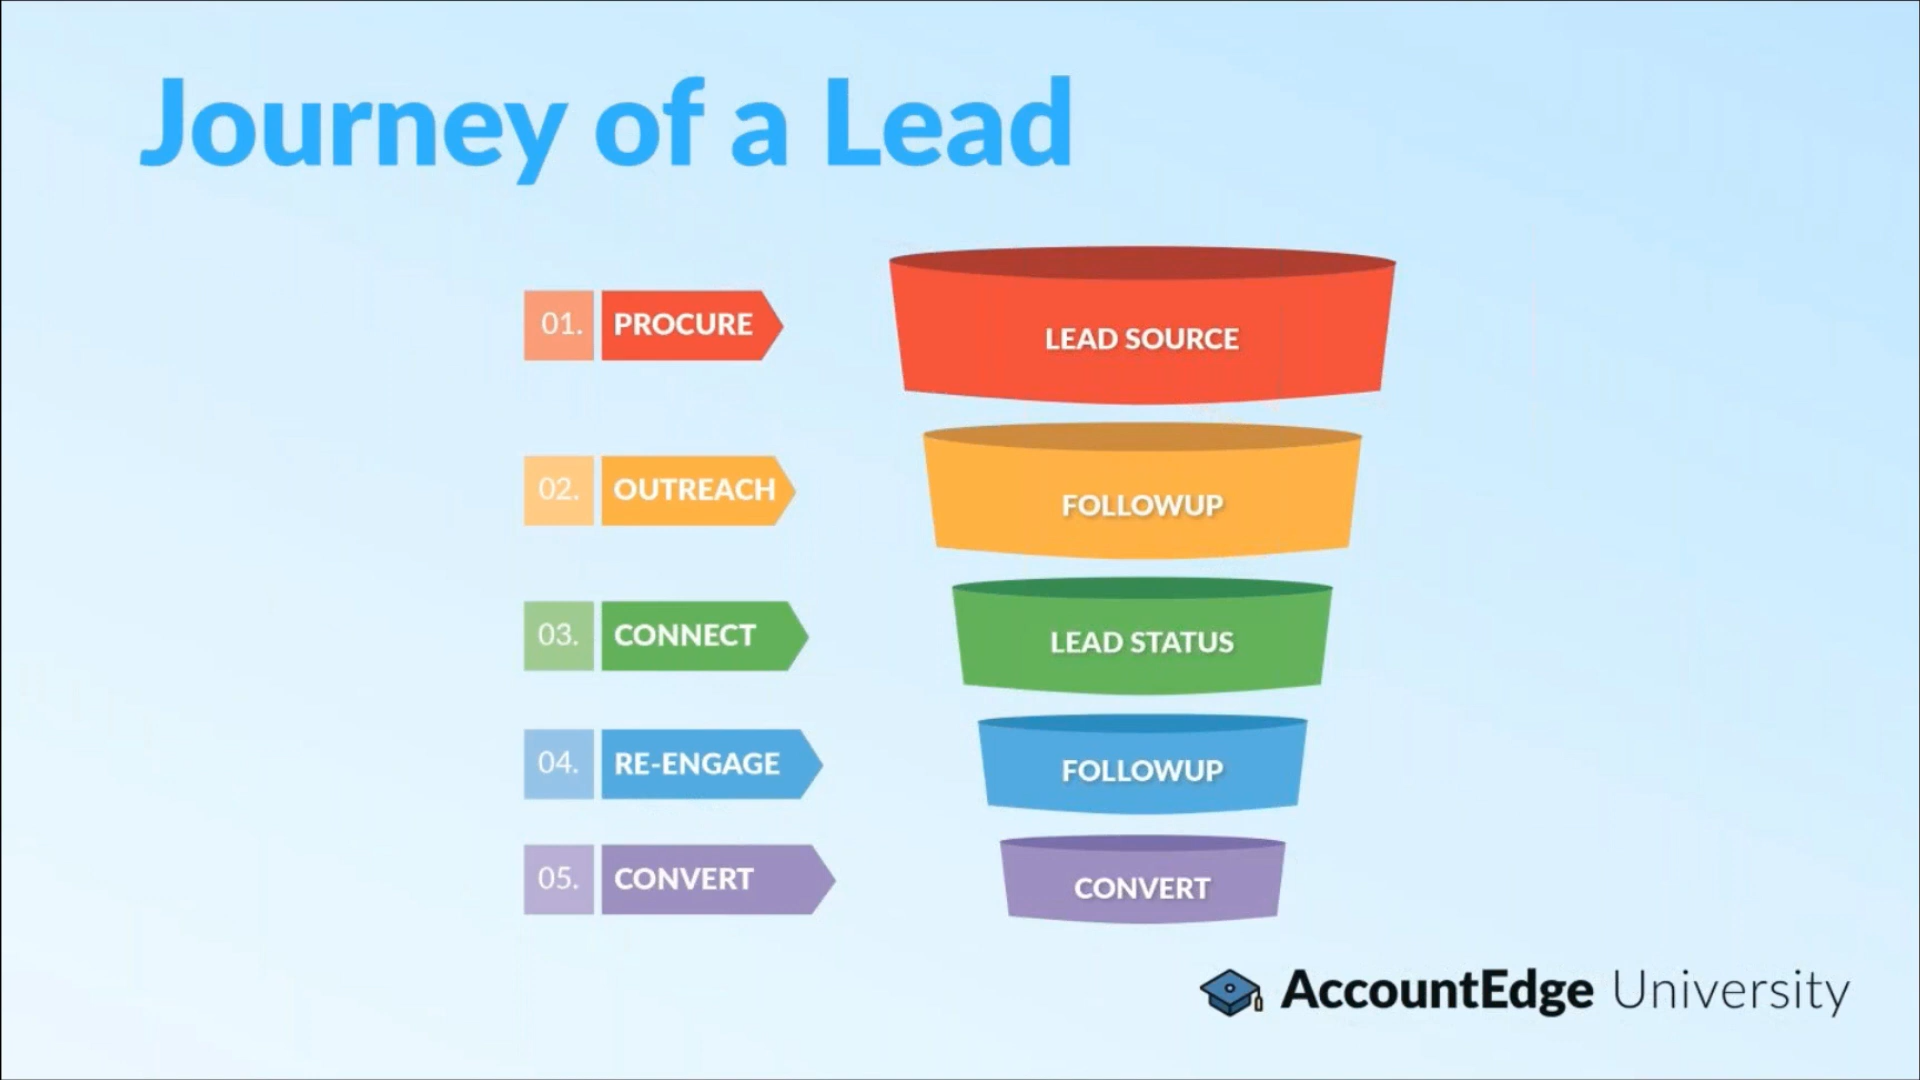 Journey of a Lead
01. PROCURE
LEAD SOURCE
02. OUTREACH
FOLLOWUP
03. CONNECT
LEAD STATUS
04. RE-ENGAGE
FOLLOWUP
05. CONVERT
CONVERT
AccountEdge University